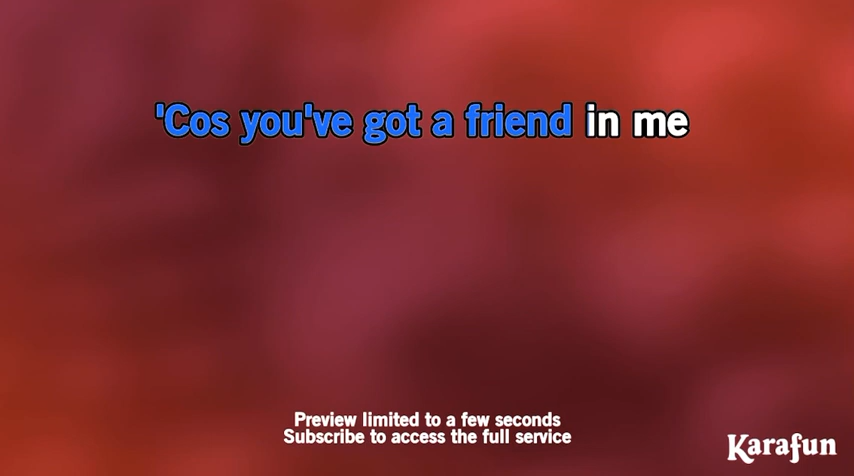 'Cos you've got a friend in me
Preview limited to a few seconds
Subscribe to access the full service
Karafun